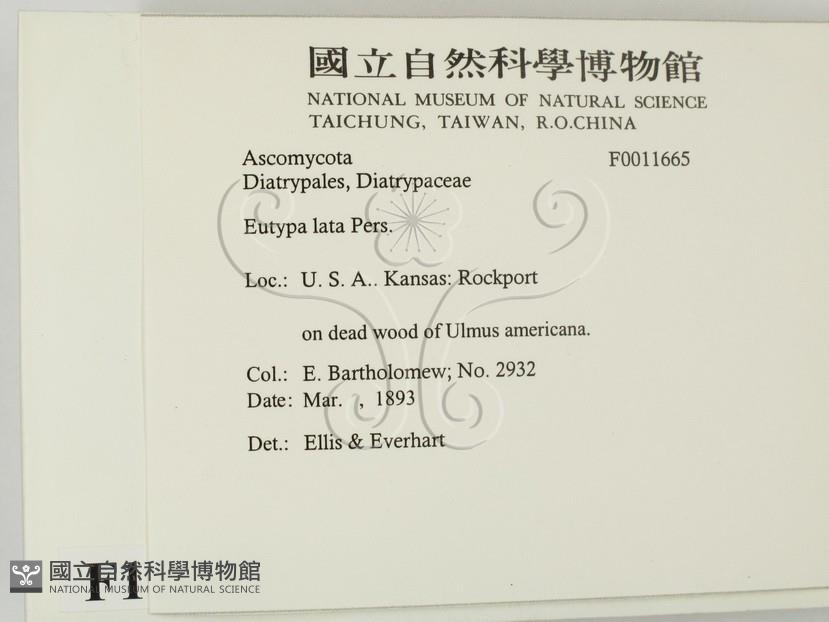 國立自然科學博物館
NATIONAL MUSEUM OF NATURAL SCIENCE
TAICHUNG, TAIWAN, R.O.CHINA
Ascomycota F0011665
Diatrypales, Diatrypaceae
Eutypa lata Pers.
Loc.: U. S. A.. Kansas: Rockport
on dead wood of Ulmus americana.
Col.: E. Bartholomew; No. 2932
Date: Mar. , 1893
Det.: Ellis & Everhart
F1
國立自然科學博物館
NATIONAL MUSEUM OF NATURAL SCIENCE